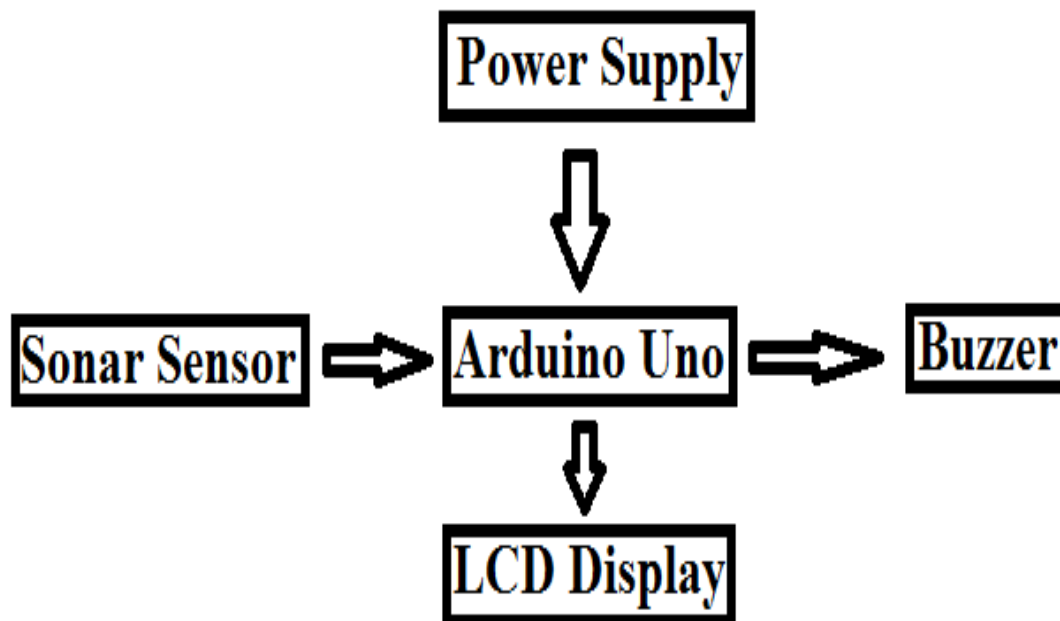 Power Supply
Sonar Sensor
Arduino Uno
Buzzer
LCD Display